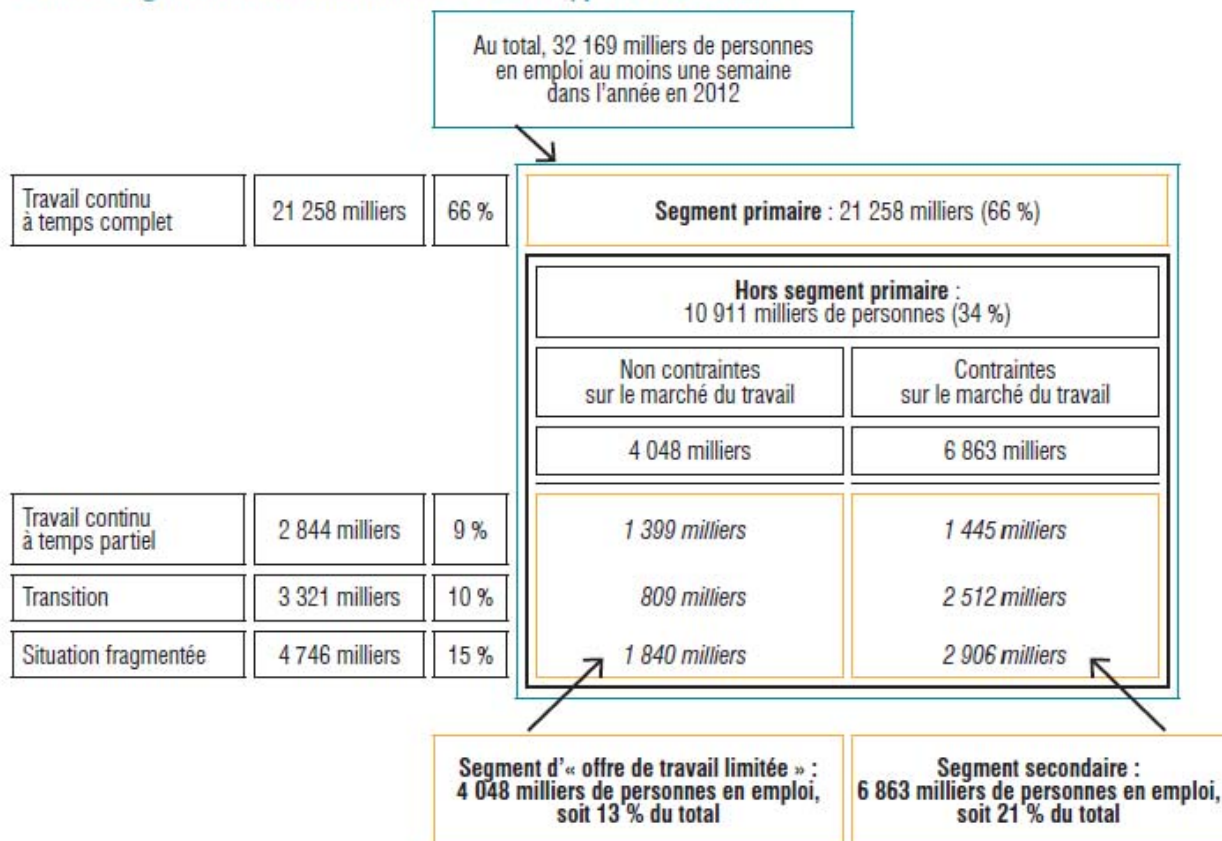 Au total, 32 169 milliers de personnes
en emploi au moins une semaine
dans l'année en 2012
Travail continu
à temps complet
21 258 milliers
66 %
Segment primaire : 21 258 milliers (66 %)
Hors segment primaire :
10 911 milliers de personnes (34 %)
Non contraintes
sur le marché du travail
Contraintes
sur le marché du travail
4 048 milliers
6 863 milliers
Travail continu
à temps partiel
2 844 milliers
9 %
1 399 milliers
1 445 milliers
Transition
3 321 milliers
10 %
809 milliers
2 512 milliers
Situation fragmentée
4 746 milliers
15 %
1 840 milliers
2 906 milliers
Segment d'« offre de travail limitée » :
4 048 milliers de personnes en emploi,
soit 13 % du total
Segment secondaire :
6 863 milliers de personnes en emploi,
soit 21 % du total